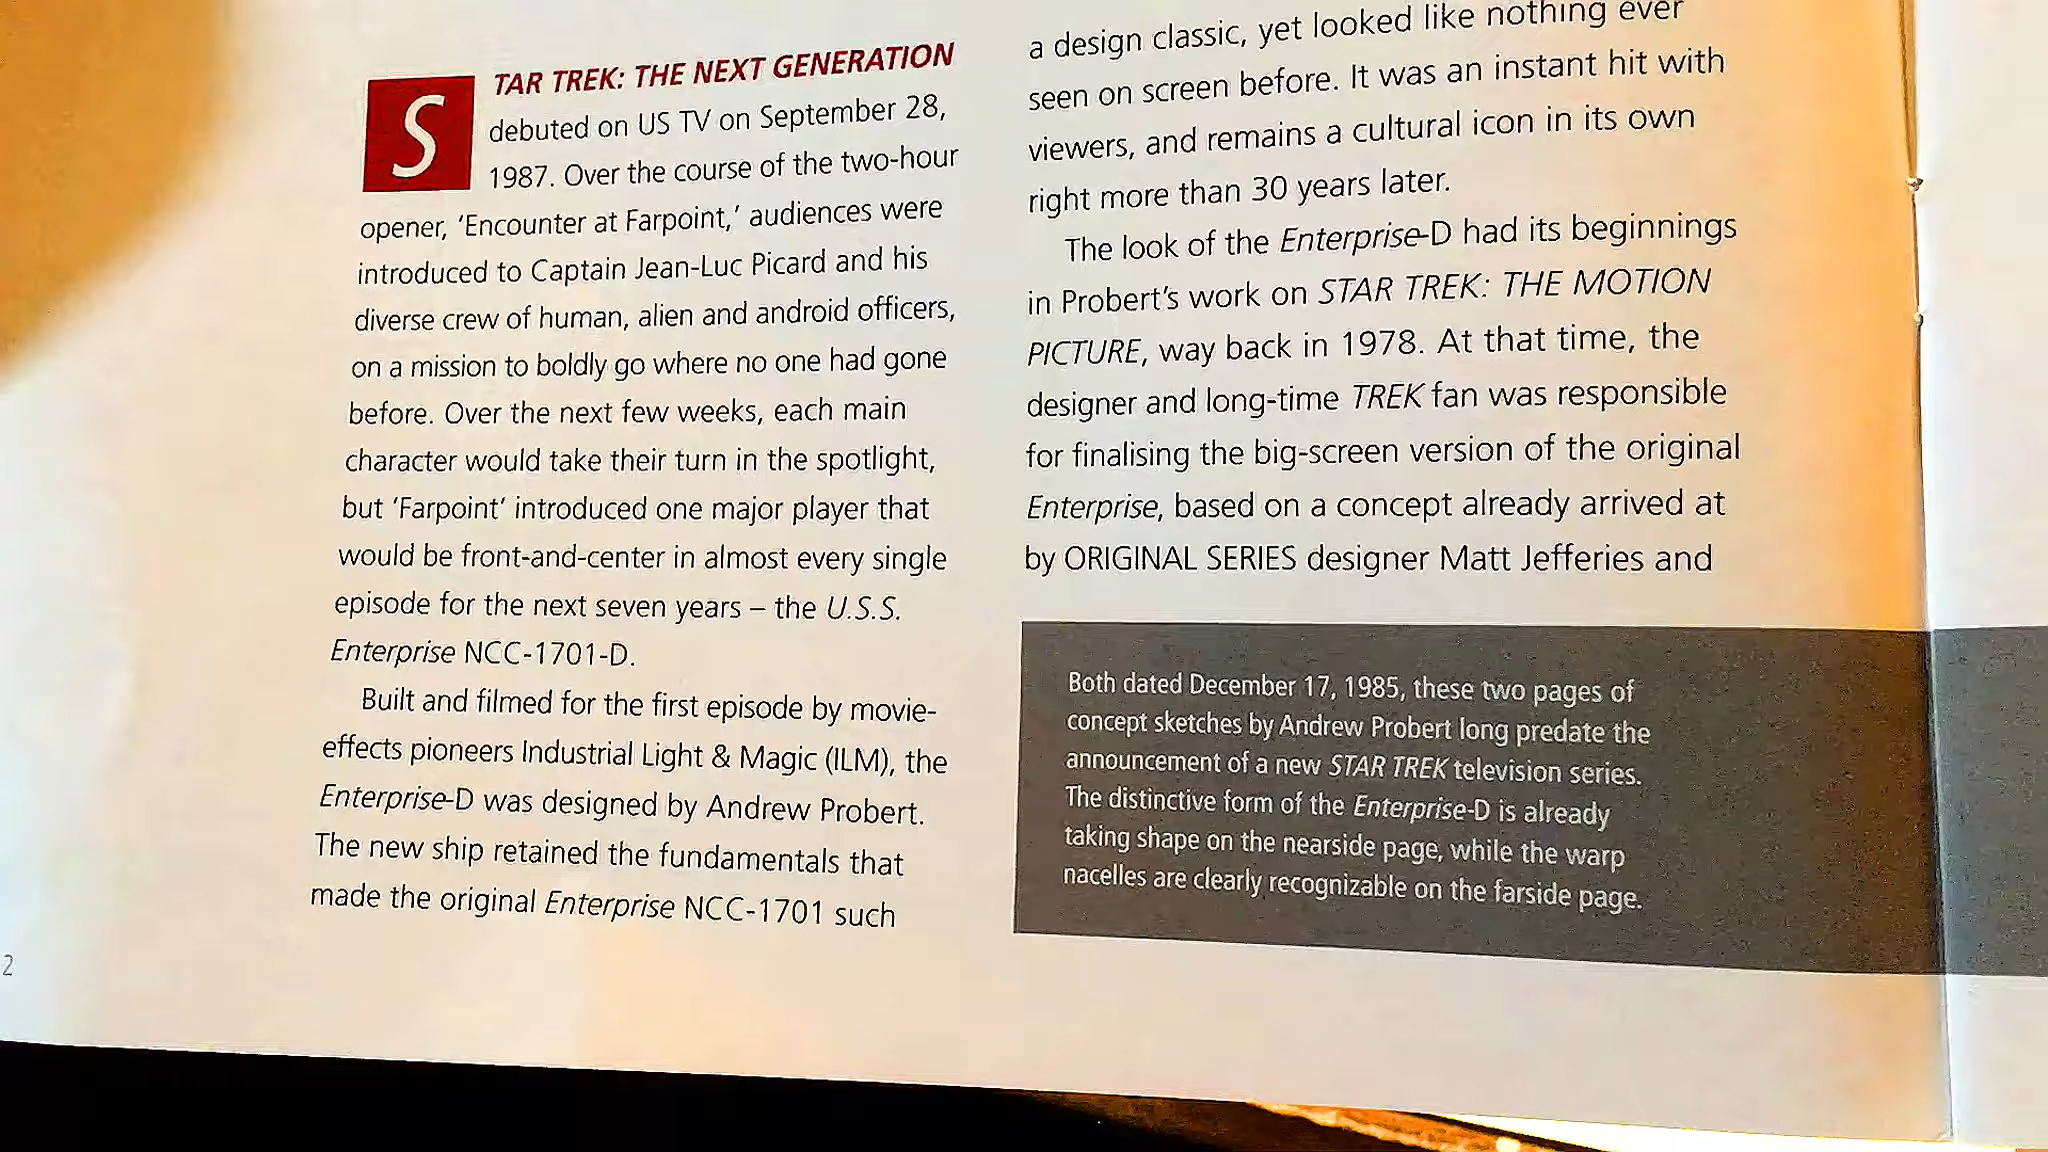 STAR TREK: THE NEXT GENERATION
debuted on US TV on September 28,
1987. Over the course of the two-hour
opener, ‘Encounter at Farpoint,’ audiences were
introduced to Captain Jean-Luc Picard and his
diverse crew of human, alien and android officers,
on a mission to boldly go where no one had gone
before. Over the next few weeks, each main
character would take their turn in the spotlight,
but ‘Farpoint‘ introduced one major player that
would be front-and-center in almost every single
episode for the next seven years – the U.S.S.
Enterprise NCC-1701-D.
Built and filmed for the first episode by movie-
effects pioneers Industrial Light & Magic (ILM), the
Enterprise-D was designed by Andrew Probert.
The new ship retained the fundamentals that
made the original Enterprise NCC-1701 such
a design classic, yet looked like nothing ever
seen on screen before. It was an instant hit with
viewers, and remains a cultural icon in its own
right more than 30 years later.
The look of the Enterprise-D had its beginnings
in Probert’s work on STAR TREK: THE MOTION
PICTURE, way back in 1978. At that time, the
designer and long-time TREK fan was responsible
for finalising the big-screen version of the original
Enterprise, based on a concept already arrived at
by ORIGINAL SERIES designer Matt Jefferies and
Both dated December 17, 1985, these two pages of
concept sketches by Andrew Probert long predate the
announcement of a new STAR TREK television series.
The distinctive form of the Enterprise-D is already
taking shape on the nearside page, while the warp
nacelles are clearly recognizable on the farside page.
2